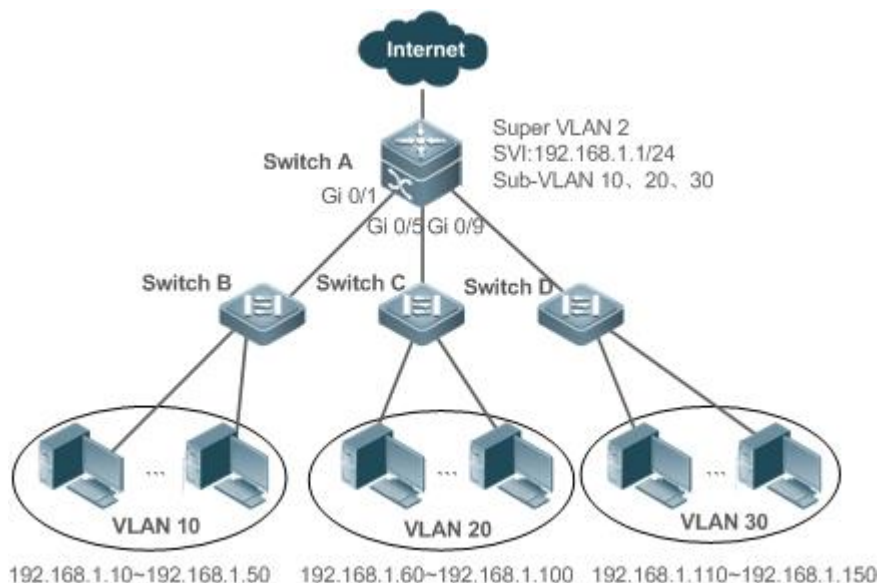 Internet
Super VLAN 2
SVI:192.168.1.1/24
Sub-VLAN 10、20、30
Switch A
Gi 0/1
Gi 0/5 Gi 0/9
Switch B
Switch C
Switch D
...
...
...
VLAN 10
VLAN 20
VLAN 30
192.168.1.10~192.168.1.50
192.168.1.60~192.168.1.100
192.168.1.110~192.168.1.150